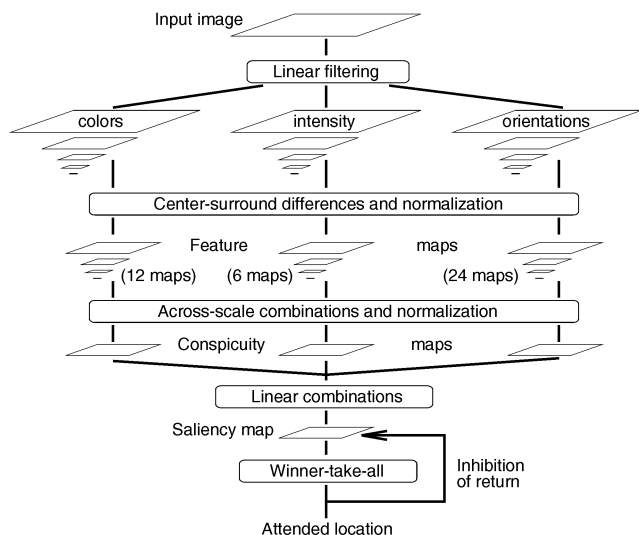 Input image
Linear filtering
colors
intensity
orientations
Center-surround differences and normalization
Feature maps
(12 maps)
(6 maps)
(24 maps)
Across-scale combinations and normalization
Conspicuity maps
Linear combinations
Saliency map
Winner-take-all
Inhibition
of return
Attended location